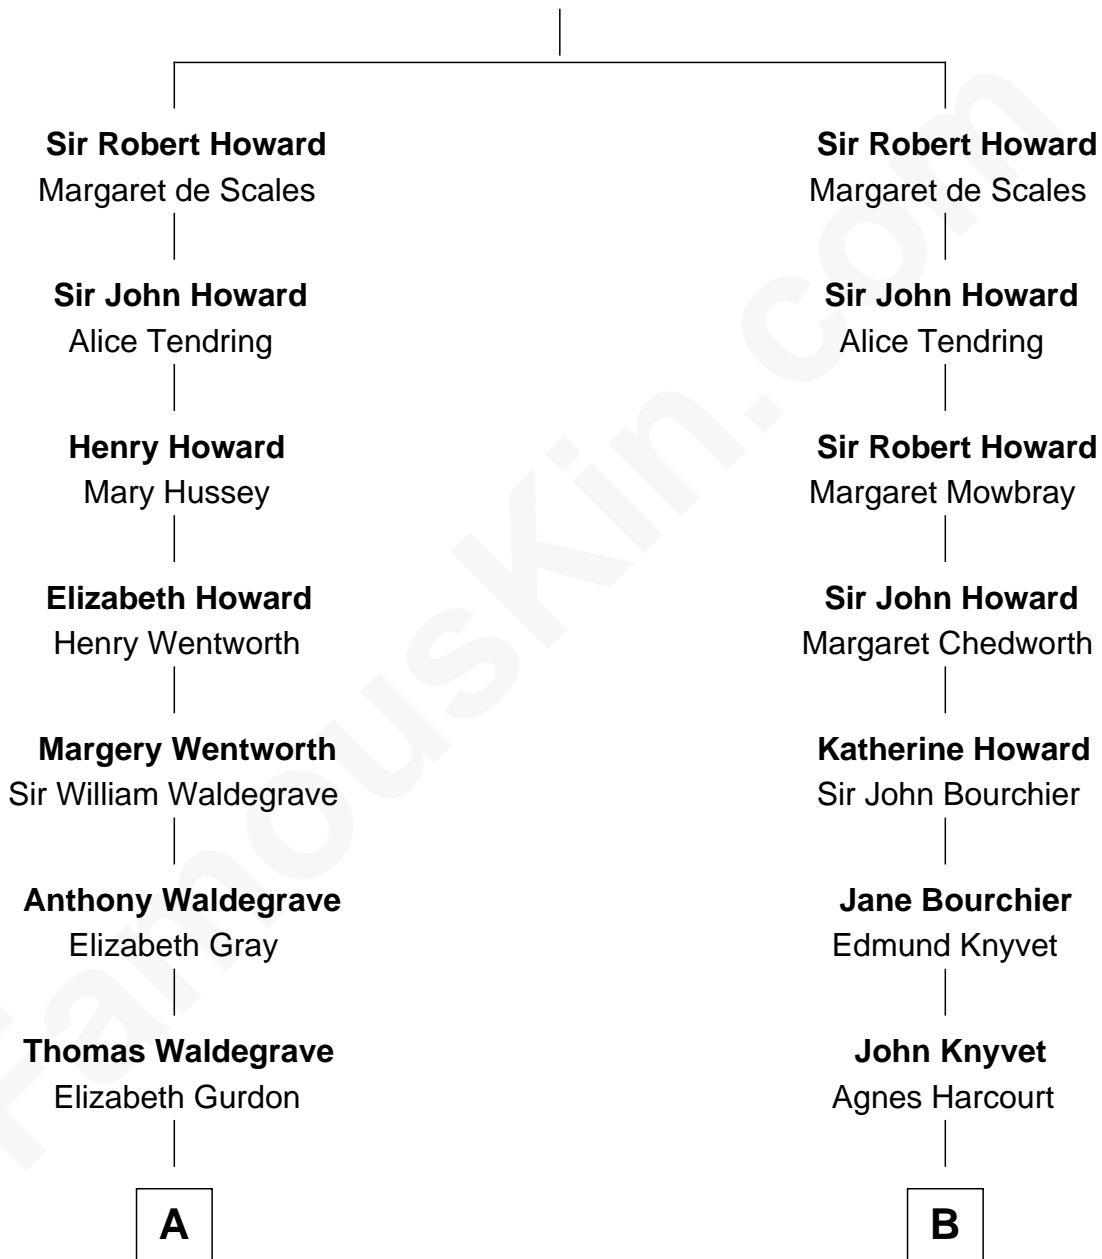 Sir Robert Howard
Margaret de Scales
Sir John Howard
Alice Tendring
Henry Howard
Mary Hussey
Elizabeth Howard
Henry Wentworth
Margery Wentworth
Sir William Waldegrave
Anthony Waldegrave
Elizabeth Gray
Thomas Waldegrave
Elizabeth Gurdon
A
Sir Robert Howard
Margaret de Scales
Sir John Howard
Alice Tendring
Sir Robert Howard
Margaret Mowbray
Sir John Howard
Margaret Chedworth
Katherine Howard
Sir John Bourchier
Jane Bourchier
Edmund Knyvet
John Knyvet
Agnes Harcourt
B
FamousKin.com